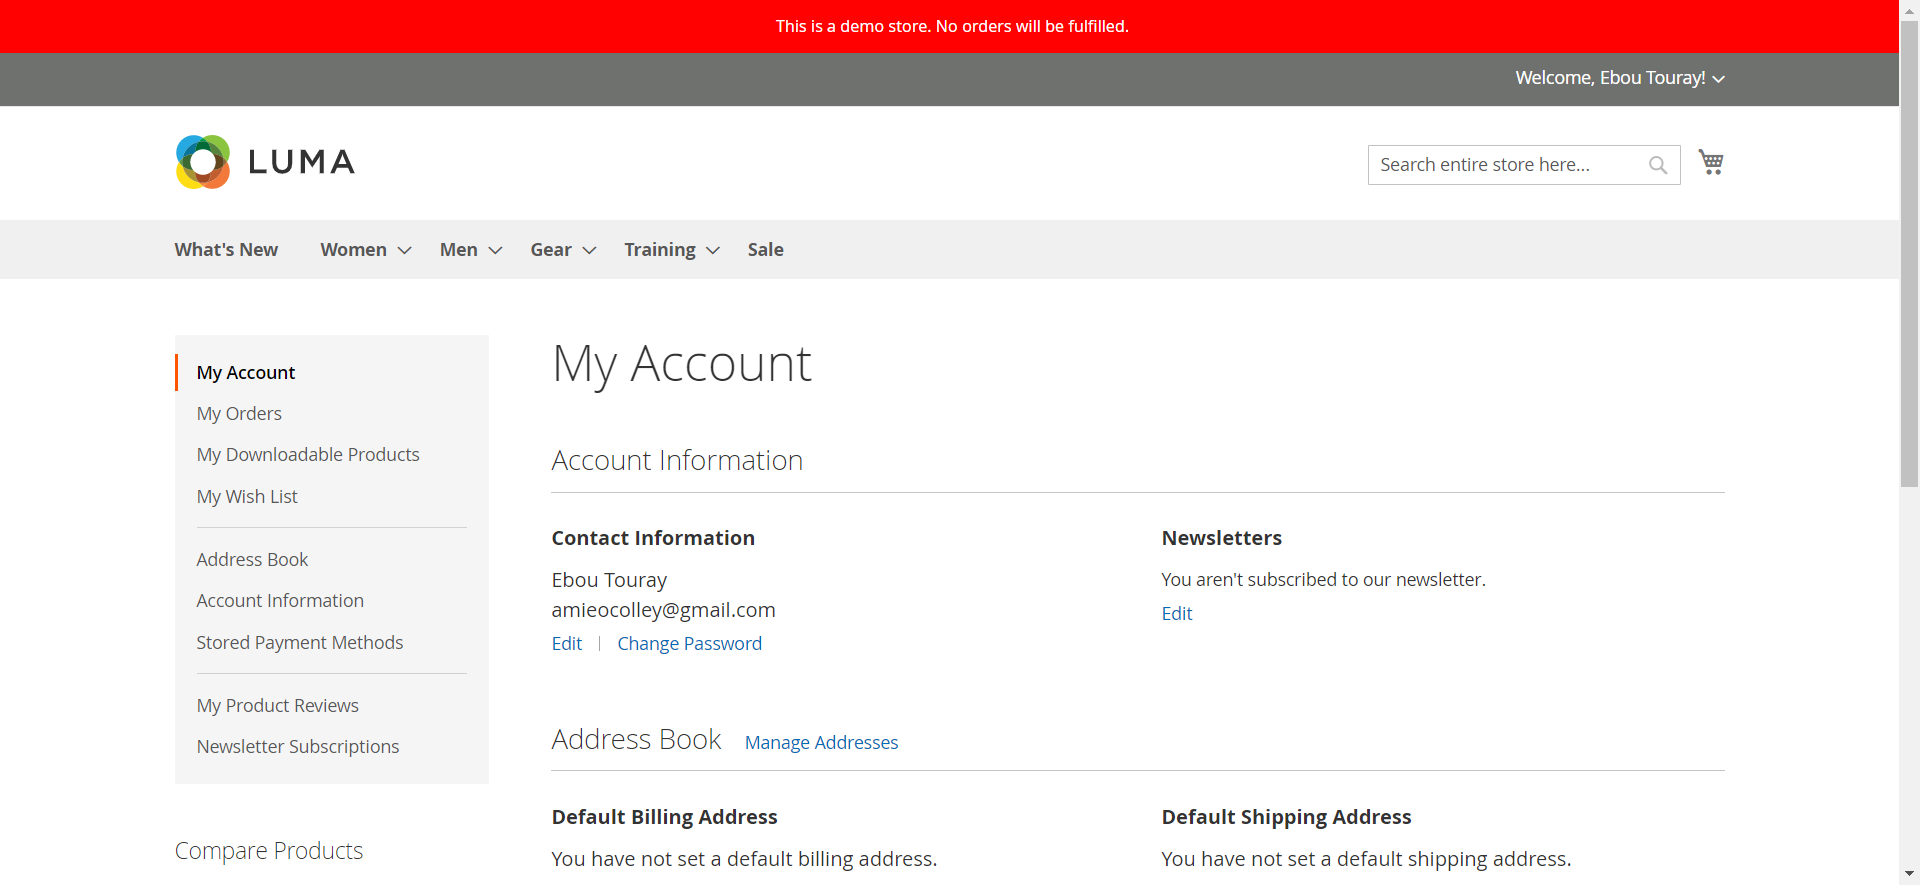 This is a demo store. No orders will be fulfilled.
Welcome, Ebou Touray!
LUMA
Search entire store here...
What's New Women Men Gear Training Sale
My Account
My Orders
My Downloadable Products
My Wish List
Address Book
Account Information
Stored Payment Methods
My Product Reviews
Newsletter Subscriptions
Compare Products
My Account
Account Information
Contact Information
Ebou Touray
amieocolley@gmail.com
Edit | Change Password
Newsletters
You aren't subscribed to our newsletter.
Edit
Address Book Manage Addresses
Default Billing Address
You have not set a default billing address.
Default Shipping Address
You have not set a default shipping address.